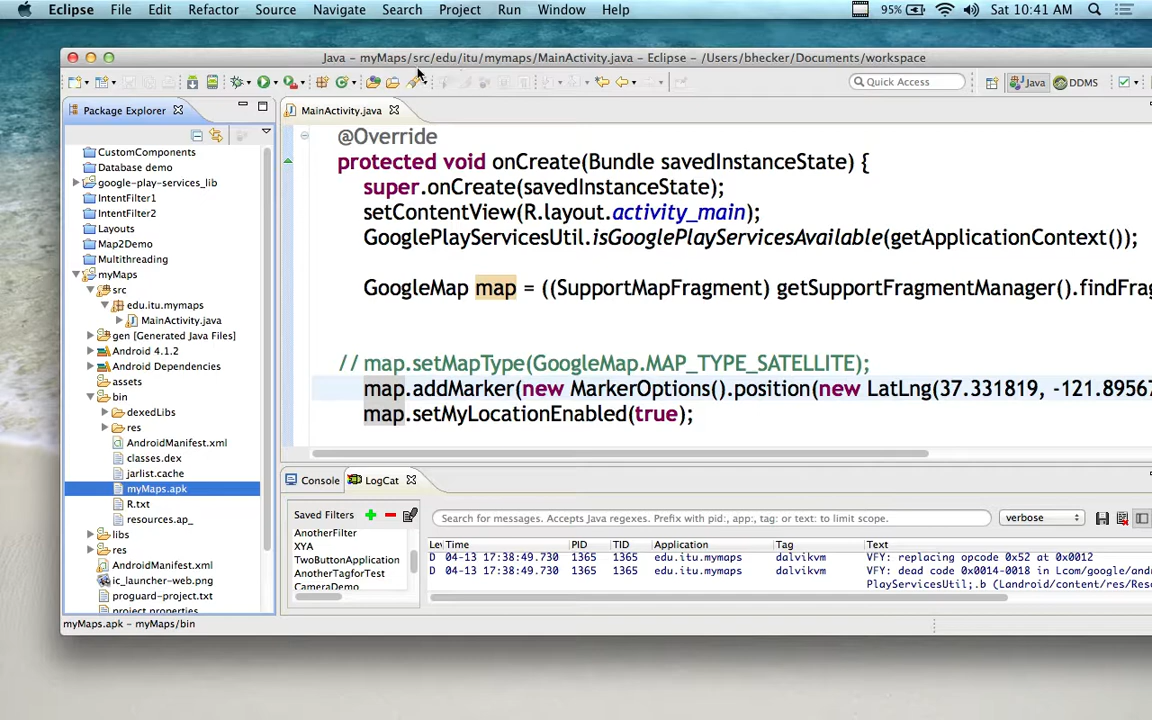 Eclipse File Edit Refactor Source Navigate Search Project Run Window Help 95% Sat 10:41 AM
Java - myMaps/src/edu/itu/mymaps/MainActivity.java - Eclipse - /Users/bhecker/Documents/workspace
Quick Access Java DDMS
Package Explorer
CustomComponents
Database demo
google-play-services_lib
IntentFilter1
IntentFilter2
Layouts
Map2Demo
Multithreading
myMaps
src
edu.itu.mymaps
MainActivity.java
gen [Generated Java Files]
Android 4.1.2
Android Dependencies
assets
bin
dexedLibs
res
AndroidManifest.xml
classes.dex
jarlist.cache
myMaps.apk
R.txt
resources.ap_
libs
res
AndroidManifest.xml
ic_launcher-web.png
proguard-project.txt
project.properties
MainActivity.java
@Override
protected void onCreate(Bundle savedInstanceState) {
super.onCreate(savedInstanceState);
setContentView(R.layout.activity_main);
GooglePlayServicesUtil.isGooglePlayServicesAvailable(getApplicationContext());
GoogleMap map = ((SupportMapFragment) getSupportFragmentManager().findFrag
// map.setMapType(GoogleMap.MAP_TYPE_SATELLITE);
map.addMarker(new MarkerOptions().position(new LatLng(37.331819, -121.89567
map.setMyLocationEnabled(true);
Console LogCat
Saved Filters
AnotherFilter
XYA
TwoButtonApplication
AnotherTagforTest
CameraDemo
Search for messages. Accepts Java regexes. Prefix with pid:, app:, tag: or text: to limit scope. verbose
Time PID TID Application Tag Text
D 04-13 17:38:49.730 1365 1365 edu.itu.mymaps dalvikvm VFY: replacing opcode 0x52 at 0x0012
D 04-13 17:38:49.730 1365 1365 edu.itu.mymaps dalvikvm VFY: dead code 0x0014-0018 in Lcom/google/and
PlayServicesUtil;.b (Landroid/content/res/Reso
myMaps.apk - myMaps/bin